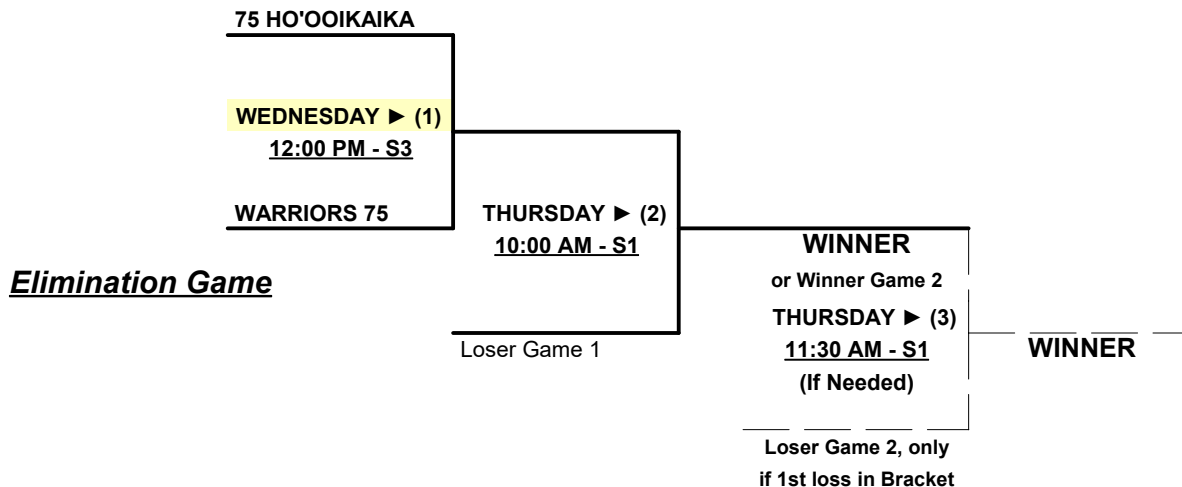 75 HO'OOIKAIKA
WEDNESDAY ► (1)
12:00 PM - S3
WARRIORS 75
THURSDAY ► (2)
10:00 AM - S1
WINNER
or Winner Game 2
Elimination Game
THURSDAY ► (3)
11:30 AM - S1
(If Needed)
Loser Game 1
WINNER
Loser Game 2, only
if 1st loss in Bracket